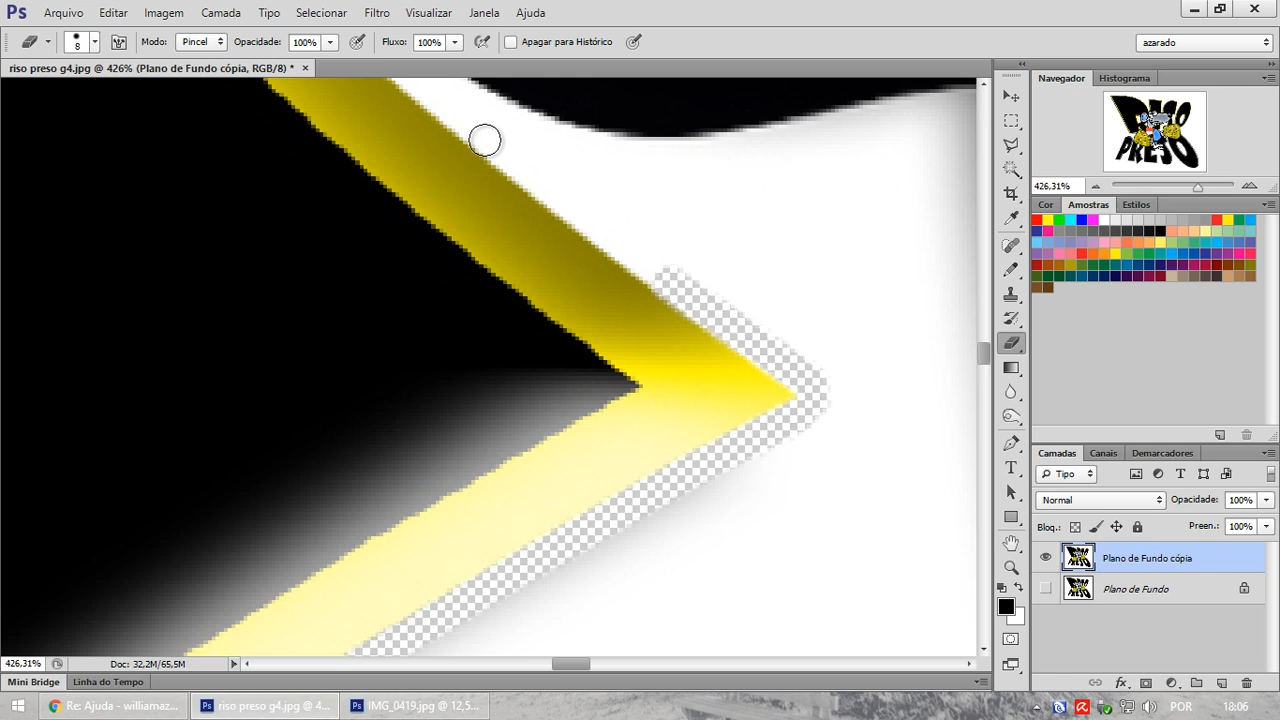 Ps Arquivo Editar Imagem Camada Tipo Selecionar Filtro Visualizar Janela Ajuda
8 Modo: Pincel Opacidade: 100% Fluxo: 100% Apagar para Histórico azarado
riso preso g4.jpg @ 426% (Plano de Fundo cópia, RGB/8) * ×
Navegador Histograma
RISO
PRESO
426,31%
Cor Amostras Estilos
Camadas Canais Demarcadores
Tipo
Normal Opacidade: 100%
Bloq.: Preen.: 100%
Plano de Fundo cópia
Plano de Fundo
426,31% Doc: 32,2M/65,5M
Mini Bridge Linha do Tempo
Re: Ajuda - williamaz... riso preso g4.jpg @ 4... IMG_0419.jpg @ 12,5... POR 18:06